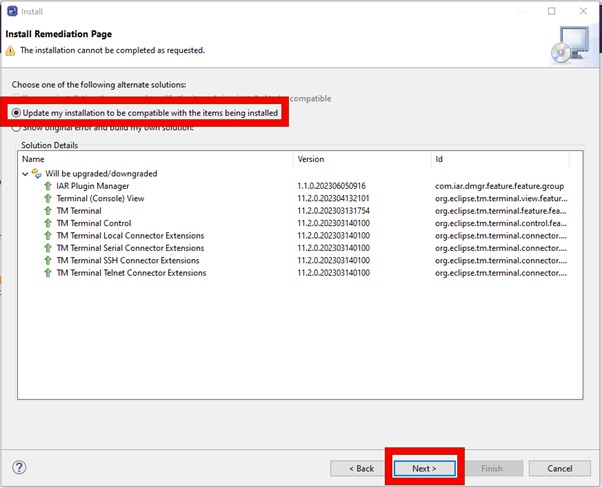 Install
Install Remediation Page
The installation cannot be completed as requested.
Choose one of the following alternate solutions:
compatible
Update my installation to be compatible with the items being installed
Show original error and build my own solution:
Solution Details
Name Version Id
Will be upgraded/downgraded
IAR Plugin Manager 1.1.0.202306050916 com.iar.dmgr.feature.feature.group
Terminal (Console) View 11.2.0.202304132101 org.eclipse.tm.terminal.view.featur...
TM Terminal 11.2.0.202303131754 org.eclipse.tm.terminal.feature.fea...
TM Terminal Control 11.2.0.202303140100 org.eclipse.tm.terminal.control.fea...
TM Terminal Local Connector Extensions 11.2.0.202303140100 org.eclipse.tm.terminal.connector....
TM Terminal Serial Connector Extensions 11.2.0.202303140100 org.eclipse.tm.terminal.connector....
TM Terminal SSH Connector Extensions 11.2.0.202303140100 org.eclipse.tm.terminal.connector....
TM Terminal Telnet Connector Extensions 11.2.0.202303140100 org.eclipse.tm.terminal.connector....
? < Back Next > Finish Cancel